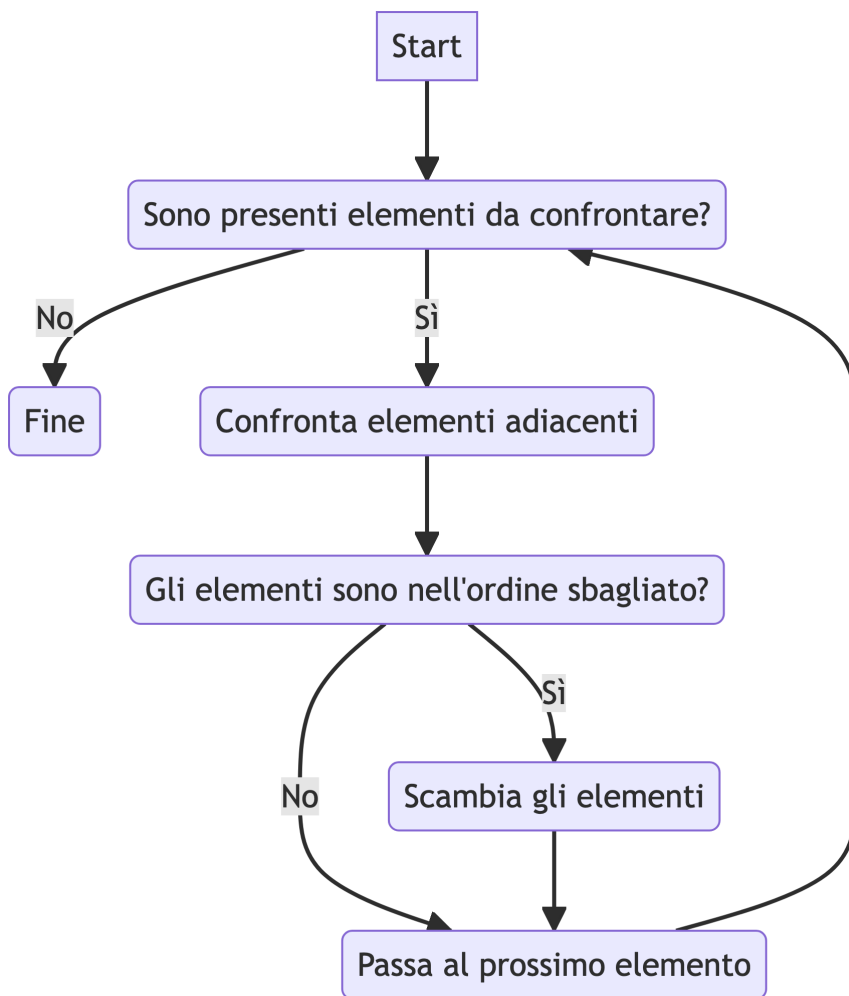 Start
Sono presenti elementi da confrontare?
No
Sì
Fine
Confronta elementi adiacenti
Gli elementi sono nell'ordine sbagliato?
Sì
No
Scambia gli elementi
Passa al prossimo elemento